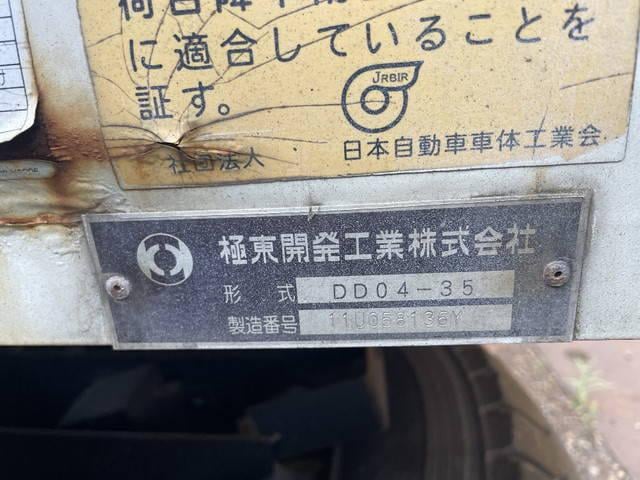 に適合していることを
証す。
JRBIR
社団法人 日本自動車車体工業会
極東開発工業株式会社
形式 DD04-35
製造番号 11U058136Y